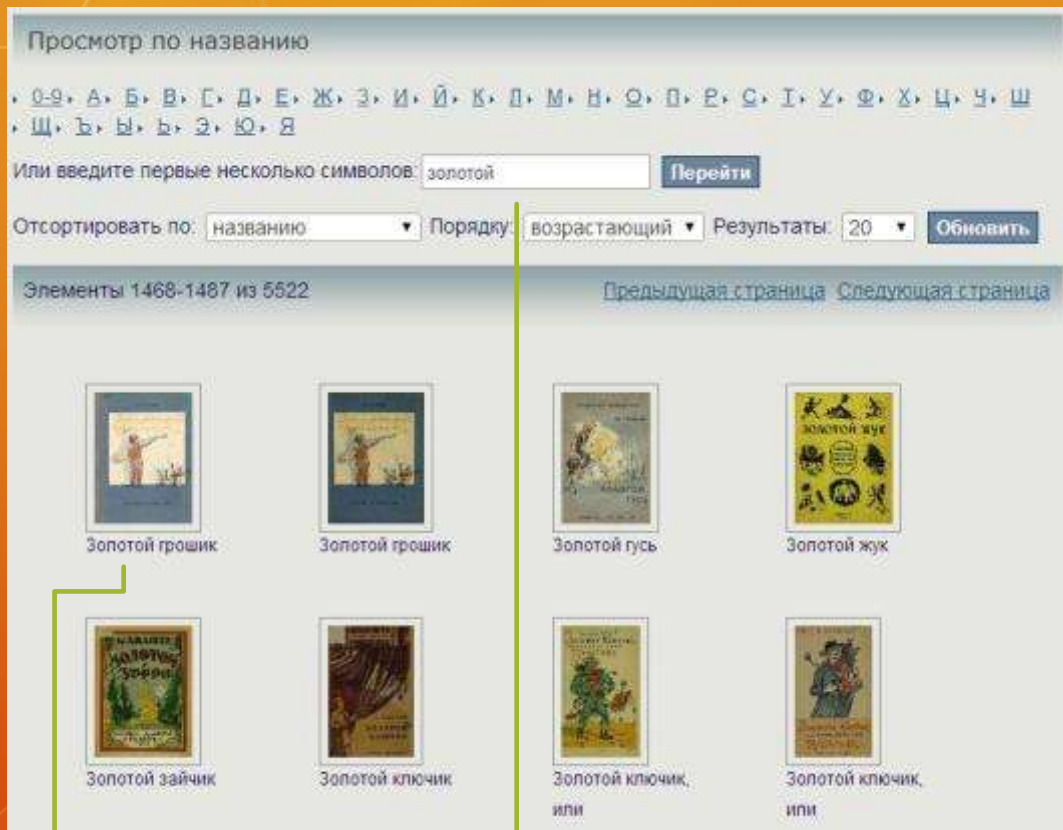 Просмотр по названию
0-9 А Б В Г Д Е Ж З И Й К Л М Н О П Р С Т У Ф Х Ц Ч Ш
Щ Ъ Ы Ь Э Ю Я
Или введите первые несколько символов: золотой Перейти
Отсортировать по: названию Порядку: возрастающий Результаты: 20 Обновить
Элементы 1468-1487 из 5522 Предыдущая страница Следующая страница
ЗОЛОТОЙ ЖУК
Золотой грошик Золотой грошик Золотой гусь Золотой жук
Золотой зайчик Золотой ключик Золотой ключик, Золотой ключик,
или или